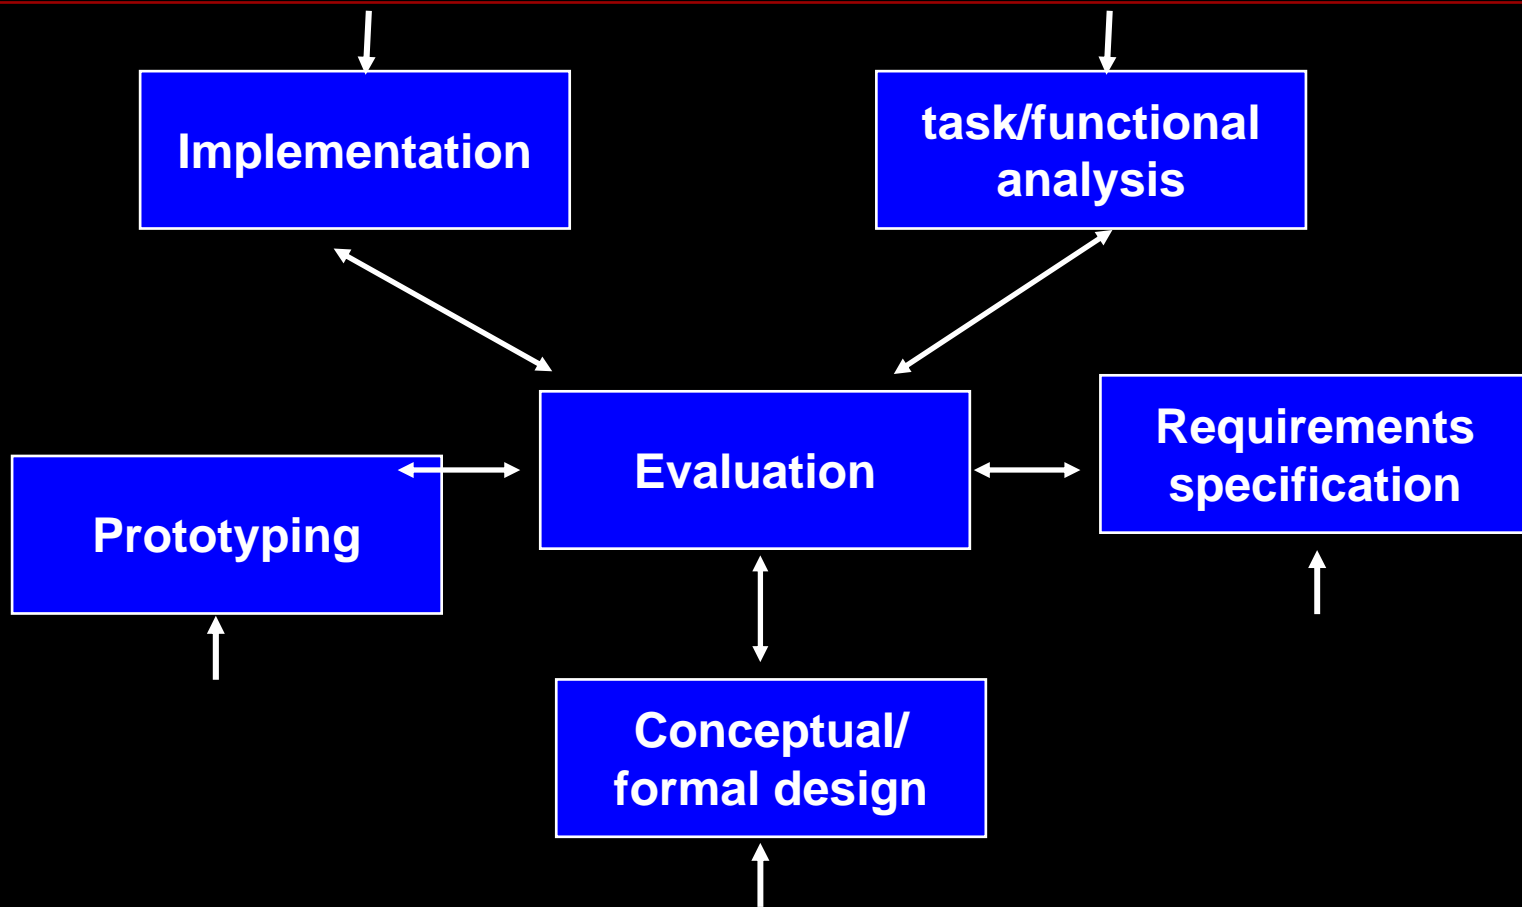 Implementation
task/functional
analysis
Evaluation
Requirements
specification
Prototyping
Conceptual/
formal design